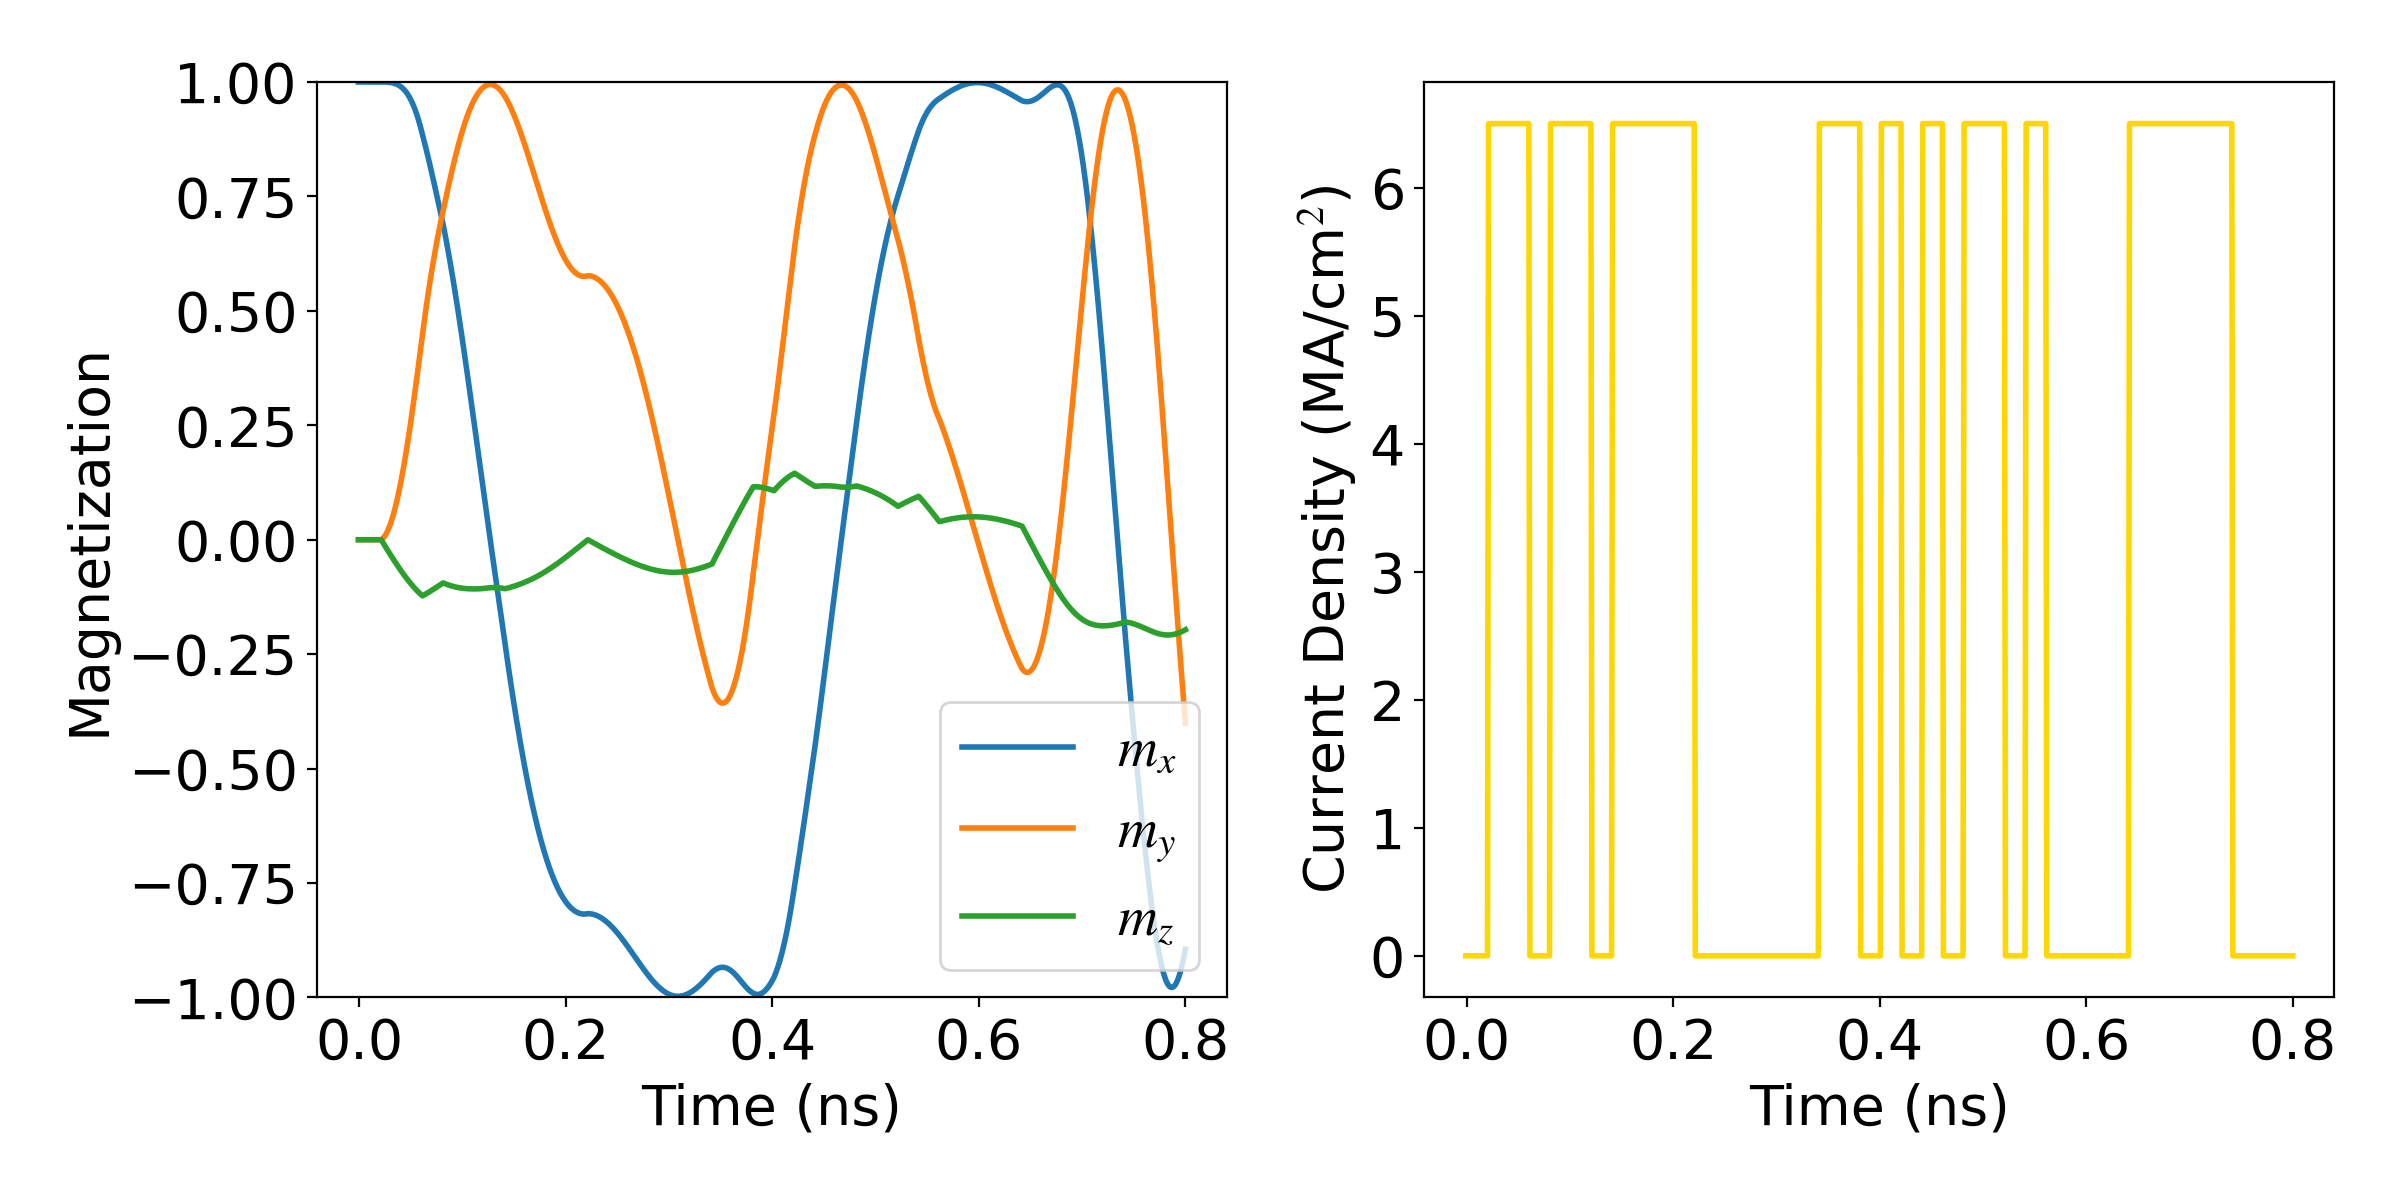 1.00
0.75
0.50
0.25
0.00
−0.25
−0.50
−0.75
−1.00
Magnetization
0.0 0.2 0.4 0.6 0.8
Time (ns)
m_x
m_y
m_z
6
5
4
3
2
1
0
Current Density (MA/cm²)
0.0 0.2 0.4 0.6 0.8
Time (ns)